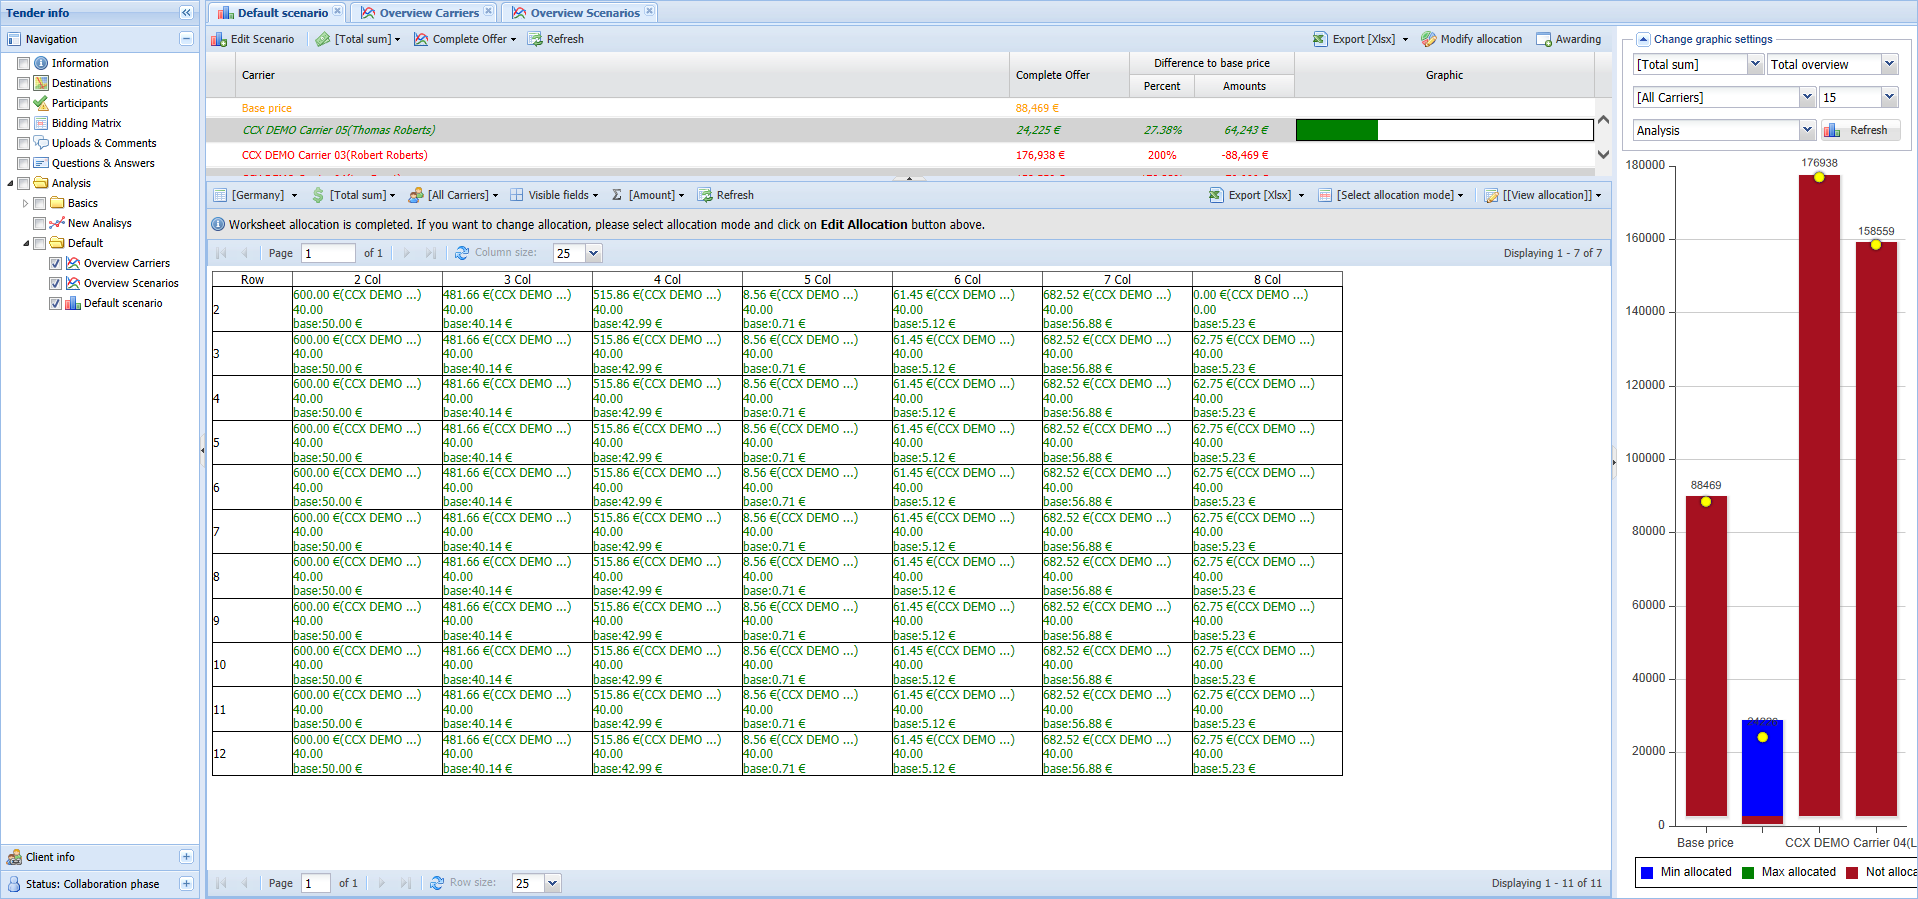 Tender info
Navigation
Information
Destinations
Participants
Bidding Matrix
Uploads & Comments
Questions & Answers
Analysis
Basics
New Analisys
Default
Overview Carriers
Overview Scenarios
Default scenario
Client info
Status: Collaboration phase
Default scenario Overview Carriers Overview Scenarios
Edit Scenario [Total sum] Complete Offer Refresh Export [Xlsx] Modify allocation Awarding
Carrier Complete Offer Difference to base price Graphic
Percent Amounts
Base price 88,469 €
CCX DEMO Carrier 05(Thomas Roberts) 24,225 € 27.38% 64,243 €
CCX DEMO Carrier 03(Robert Roberts) 176,938 € 200% -88,469 €
[Germany] [Total sum] [All Carriers] Visible fields Σ [Amount] Refresh Export [Xlsx] [Select allocation mode] [[View allocation]]
Worksheet allocation is completed. If you want to change allocation, please select allocation mode and click on Edit Allocation button above.
Page 1 of 1 Column size: 25 Displaying 1 - 7 of 7
Row 2 Col 3 Col 4 Col 5 Col 6 Col 7 Col 8 Col
600.00 €(CCX DEMO ...) 481.66 €(CCX DEMO ...) 515.86 €(CCX DEMO ...) 8.56 €(CCX DEMO ...) 61.45 €(CCX DEMO ...) 682.52 €(CCX DEMO ...) 0.00 €(CCX DEMO ...)
2 40.00 40.00 40.00 40.00 40.00 40.00 0.00
base:50.00 € base:40.14 € base:42.99 € base:0.71 € base:5.12 € base:56.88 € base:5.23 €
600.00 €(CCX DEMO ...) 481.66 €(CCX DEMO ...) 515.86 €(CCX DEMO ...) 8.56 €(CCX DEMO ...) 61.45 €(CCX DEMO ...) 682.52 €(CCX DEMO ...) 62.75 €(CCX DEMO ...)
3 40.00 40.00 40.00 40.00 40.00 40.00 40.00
base:50.00 € base:40.14 € base:42.99 € base:0.71 € base:5.12 € base:56.88 € base:5.23 €
600.00 €(CCX DEMO ...) 481.66 €(CCX DEMO ...) 515.86 €(CCX DEMO ...) 8.56 €(CCX DEMO ...) 61.45 €(CCX DEMO ...) 682.52 €(CCX DEMO ...) 62.75 €(CCX DEMO ...)
4 40.00 40.00 40.00 40.00 40.00 40.00 40.00
base:50.00 € base:40.14 € base:42.99 € base:0.71 € base:5.12 € base:56.88 € base:5.23 €
600.00 €(CCX DEMO ...) 481.66 €(CCX DEMO ...) 515.86 €(CCX DEMO ...) 8.56 €(CCX DEMO ...) 61.45 €(CCX DEMO ...) 682.52 €(CCX DEMO ...) 62.75 €(CCX DEMO ...)
5 40.00 40.00 40.00 40.00 40.00 40.00 40.00
base:50.00 € base:40.14 € base:42.99 € base:0.71 € base:5.12 € base:56.88 € base:5.23 €
600.00 €(CCX DEMO ...) 481.66 €(CCX DEMO ...) 515.86 €(CCX DEMO ...) 8.56 €(CCX DEMO ...) 61.45 €(CCX DEMO ...) 682.52 €(CCX DEMO ...) 62.75 €(CCX DEMO ...)
6 40.00 40.00 40.00 40.00 40.00 40.00 40.00
base:50.00 € base:40.14 € base:42.99 € base:0.71 € base:5.12 € base:56.88 € base:5.23 €
600.00 €(CCX DEMO ...) 481.66 €(CCX DEMO ...) 515.86 €(CCX DEMO ...) 8.56 €(CCX DEMO ...) 61.45 €(CCX DEMO ...) 682.52 €(CCX DEMO ...) 62.75 €(CCX DEMO ...)
7 40.00 40.00 40.00 40.00 40.00 40.00 40.00
base:50.00 € base:40.14 € base:42.99 € base:0.71 € base:5.12 € base:56.88 € base:5.23 €
600.00 €(CCX DEMO ...) 481.66 €(CCX DEMO ...) 515.86 €(CCX DEMO ...) 8.56 €(CCX DEMO ...) 61.45 €(CCX DEMO ...) 682.52 €(CCX DEMO ...) 62.75 €(CCX DEMO ...)
8 40.00 40.00 40.00 40.00 40.00 40.00 40.00
base:50.00 € base:40.14 € base:42.99 € base:0.71 € base:5.12 € base:56.88 € base:5.23 €
600.00 €(CCX DEMO ...) 481.66 €(CCX DEMO ...) 515.86 €(CCX DEMO ...) 8.56 €(CCX DEMO ...) 61.45 €(CCX DEMO ...) 682.52 €(CCX DEMO ...) 62.75 €(CCX DEMO ...)
9 40.00 40.00 40.00 40.00 40.00 40.00 40.00
base:50.00 € base:40.14 € base:42.99 € base:0.71 € base:5.12 € base:56.88 € base:5.23 €
600.00 €(CCX DEMO ...) 481.66 €(CCX DEMO ...) 515.86 €(CCX DEMO ...) 8.56 €(CCX DEMO ...) 61.45 €(CCX DEMO ...) 682.52 €(CCX DEMO ...) 62.75 €(CCX DEMO ...)
10 40.00 40.00 40.00 40.00 40.00 40.00 40.00
base:50.00 € base:40.14 € base:42.99 € base:0.71 € base:5.12 € base:56.88 € base:5.23 €
600.00 €(CCX DEMO ...) 481.66 €(CCX DEMO ...) 515.86 €(CCX DEMO ...) 8.56 €(CCX DEMO ...) 61.45 €(CCX DEMO ...) 682.52 €(CCX DEMO ...) 62.75 €(CCX DEMO ...)
11 40.00 40.00 40.00 40.00 40.00 40.00 40.00
base:50.00 € base:40.14 € base:42.99 € base:0.71 € base:5.12 € base:56.88 € base:5.23 €
600.00 €(CCX DEMO ...) 481.66 €(CCX DEMO ...) 515.86 €(CCX DEMO ...) 8.56 €(CCX DEMO ...) 61.45 €(CCX DEMO ...) 682.52 €(CCX DEMO ...) 62.75 €(CCX DEMO ...)
12 40.00 40.00 40.00 40.00 40.00 40.00 40.00
base:50.00 € base:40.14 € base:42.99 € base:0.71 € base:5.12 € base:56.88 € base:5.23 €
Page 1 of 1 Row size: 25 Displaying 1 - 11 of 11
Change graphic settings
[Total sum] Total overview
[All Carriers] 15
Analysis Refresh
180000 176938
160000 158559
140000
120000
100000
88469
80000
60000
40000
20000
0
Base price CCX DEMO Carrier 04(L
Min allocated Max allocated Not alloca